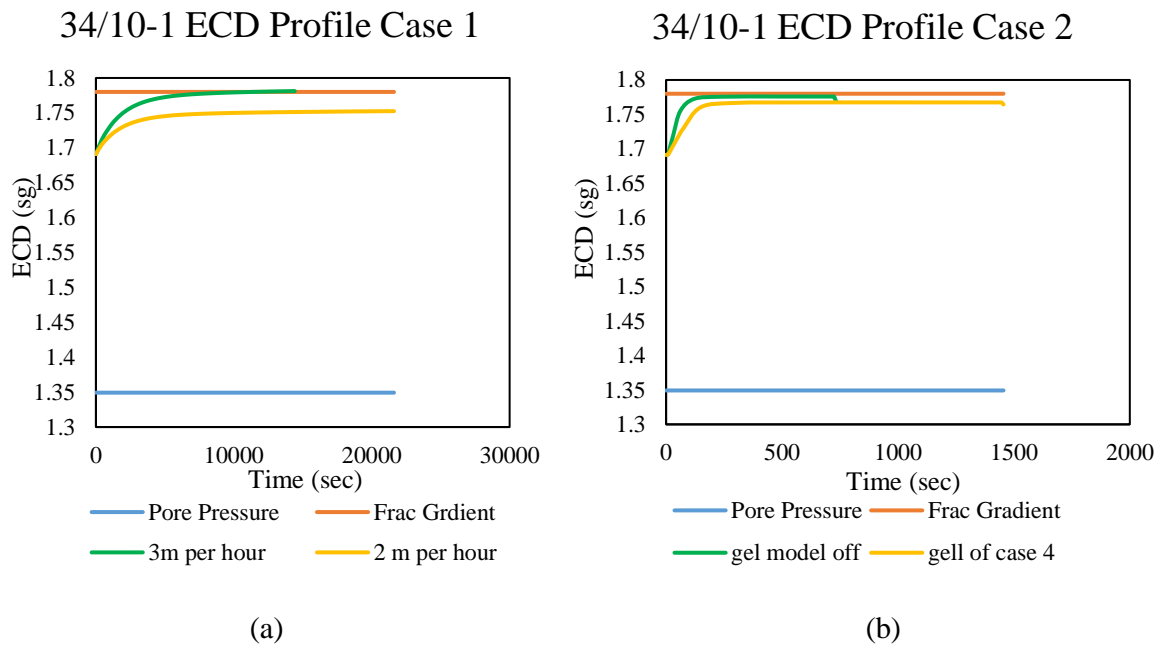 34/10-1 ECD Profile Case 1
1.8
1.75
1.7
1.65
1.6
1.55
1.5
1.45
1.4
1.35
1.3
ECD (sg)
0
10000
20000
30000
Time (sec)
Pore Pressure
Frac Grdient
3m per hour
2 m per hour
(a)
34/10-1 ECD Profile Case 2
1.8
1.75
1.7
1.65
1.6
1.55
1.5
1.45
1.4
1.35
1.3
ECD (sg)
0
500
1000
1500
2000
Time (sec)
Pore Pressure
Frac Gradient
gel model off
gell of case 4
(b)